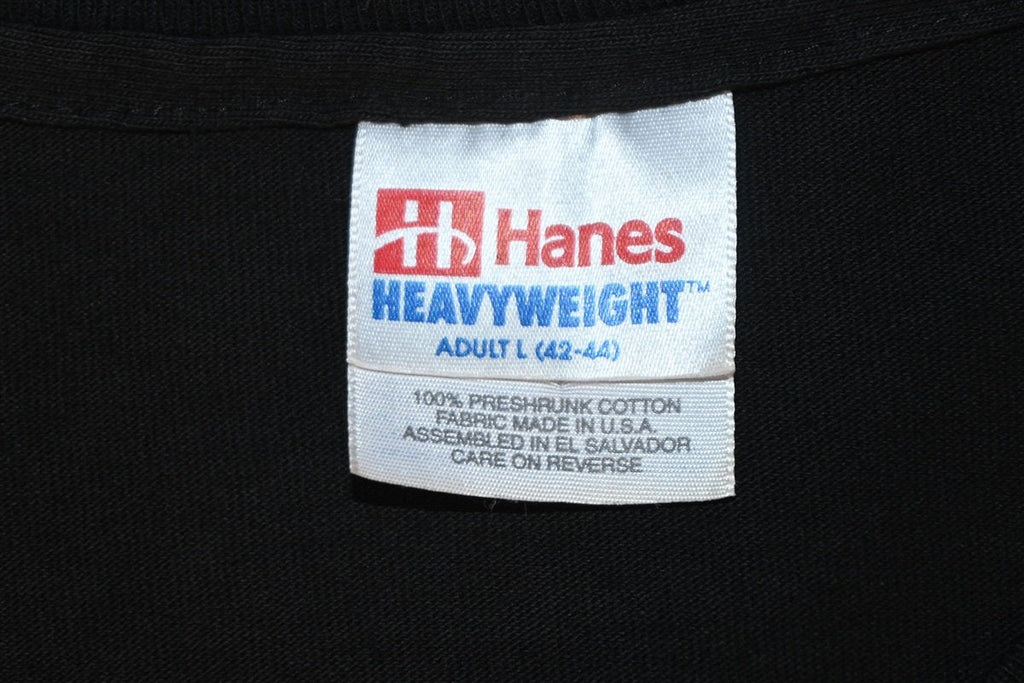 H Hanes
HEAVYWEIGHT™
ADULT L (42-44)
100% PRESHRUNK COTTON
FABRIC MADE IN U.S.A.
ASSEMBLED IN EL SALVADOR
CARE ON REVERSE